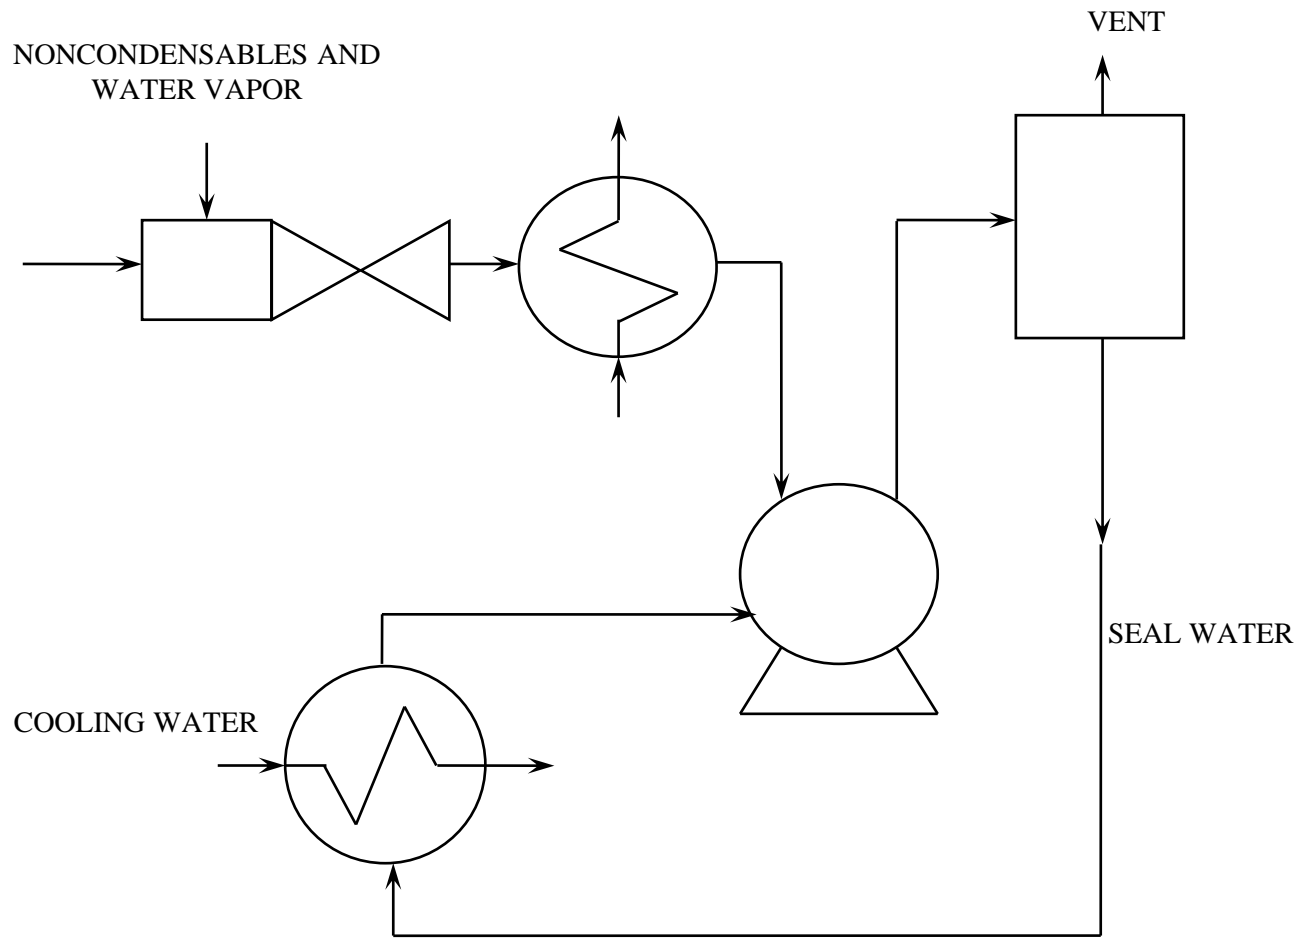 VENT
NONCONDENSABLES AND
WATER VAPOR
SEAL WATER
COOLING WATER